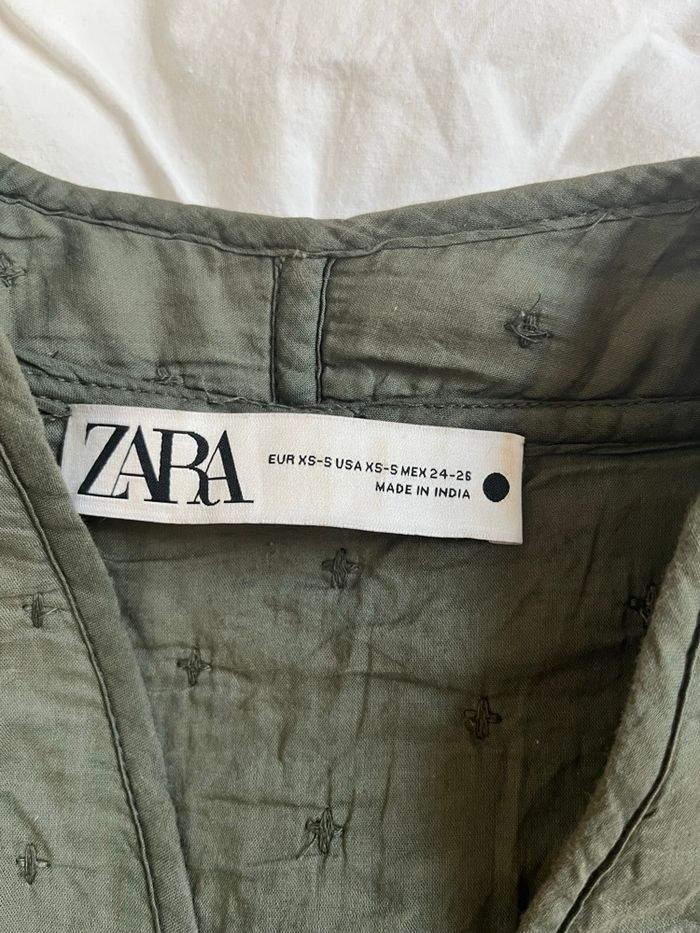 ZARA
EUR XS-S USA XS-S MEX 24-26
MADE IN INDIA